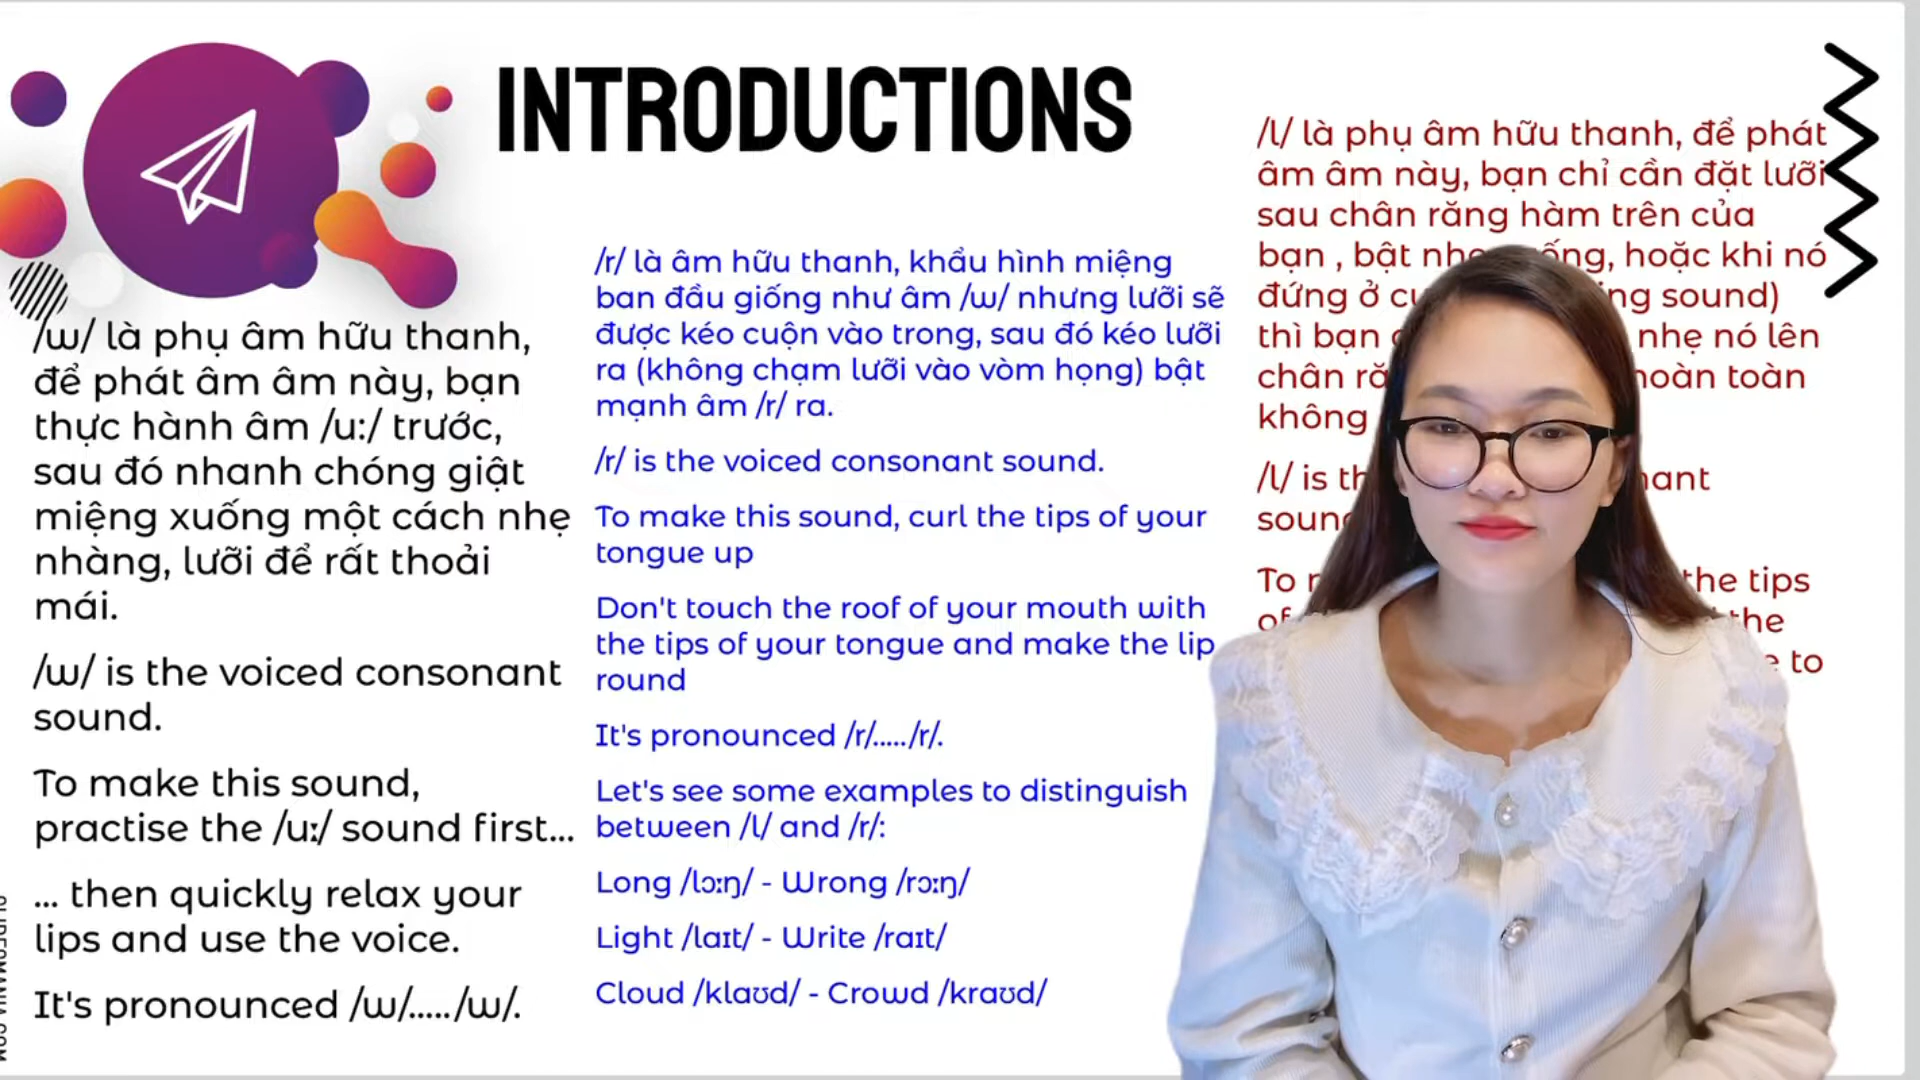 INTRODUCTIONS
/w/ là phụ âm hữu thanh,
để phát âm âm này, bạn
thực hành âm /u:/ trước,
sau đó nhanh chóng giật
miệng xuống một cách nhẹ
nhàng, lưỡi để rất thoải
mái.
/w/ is the voiced consonant
sound.
To make this sound,
practise the /u:/ sound first...
... then quickly relax your
lips and use the voice.
It's pronounced /w/...../w/.
/r/ là âm hữu thanh, khẩu hình miệng
ban đầu giống như âm /w/ nhưng lưỡi sẽ
được kéo cuộn vào trong, sau đó kéo lưỡi
ra (không chạm lưỡi vào vòm họng) bật
mạnh âm /r/ ra.
/r/ is the voiced consonant sound.
To make this sound, curl the tips of your
tongue up
Don't touch the roof of your mouth with
the tips of your tongue and make the lip
round
It's pronounced /r/...../r/.
Let's see some examples to distinguish
between /l/ and /r/:
Long /lɔːŋ/ - Wrong /rɔːŋ/
Light /laɪt/ - Write /raɪt/
Cloud /klaʊd/ - Crowd /kraʊd/
/l/ là phụ âm hữu thanh, để phát
âm âm này, bạn chỉ cần đặt lưỡi
sau chân răng hàm trên của
bạn , bật hoặc khi nó
đứng ở sound)
thì bạn nhẹ nó lên
chân hoàn toàn
không
/l/ is
To the tips
of the
to